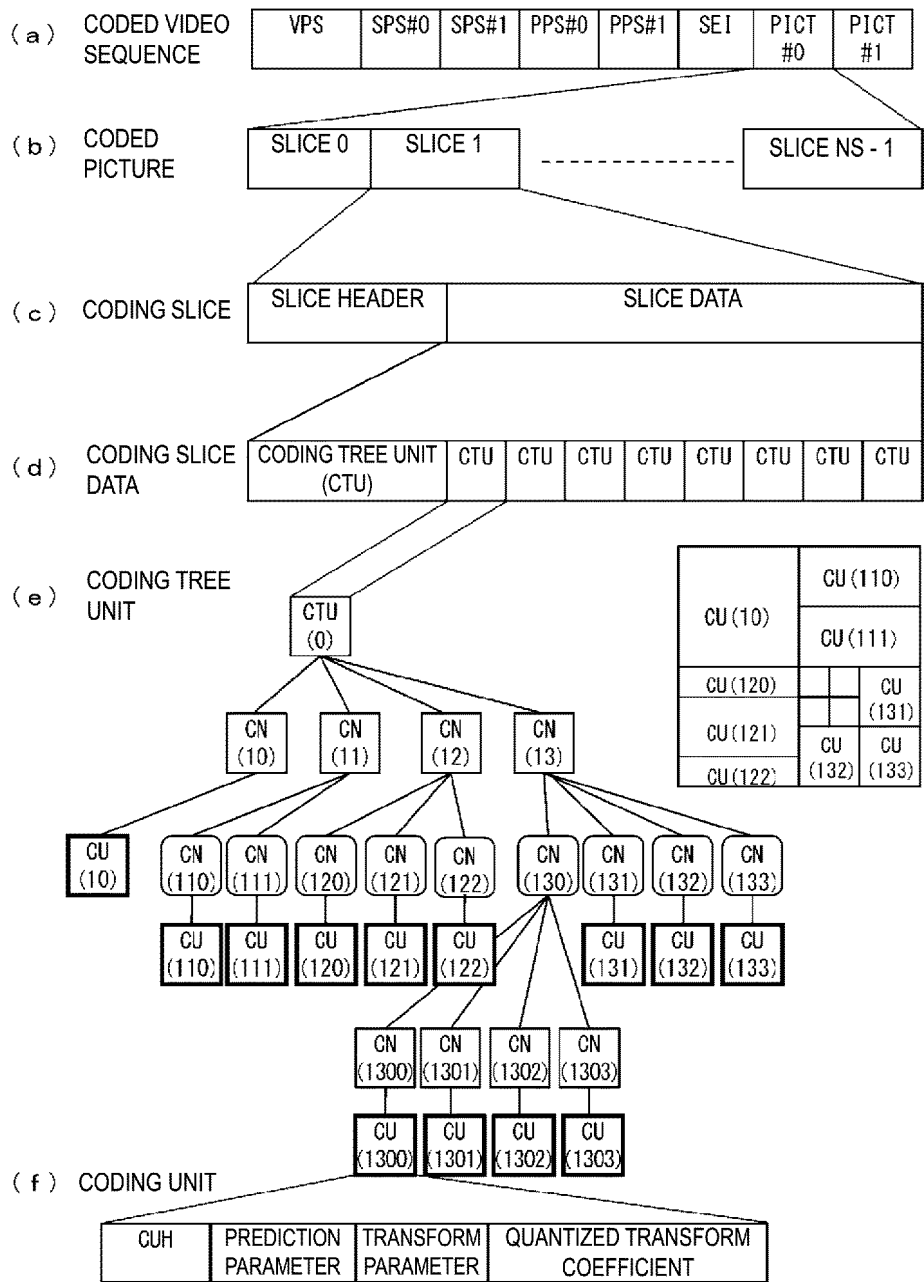 (a) CODED VIDEO SEQUENCE
VPS SPS#0 SPS#1 PPS#0 PPS#1 SEI PICT #0 PICT #1
(b) CODED PICTURE
SLICE 0 SLICE 1 SLICE NS - 1
(c) CODING SLICE
SLICE HEADER SLICE DATA
(d) CODING SLICE DATA
CODING TREE UNIT (CTU) CTU CTU CTU CTU CTU CTU CTU CTU
(e) CODING TREE UNIT
CTU (0)
CU(10) CU(110)
CU(111)
CU(120) CU (131)
CU(121) CU (132) CU (133)
CU(122)
CN (10) CN (11) CN (12) CN (13)
CU (10) CN (110) CN (111) CN (120) CN (121) CN (122) CN (130) CN (131) CN (132) CN (133)
CU (110) CU (111) CU (120) CU (121) CU (122) CU (131) CU (132) CU (133)
CN (1300) CN (1301) CN (1302) CN (1303)
CU (1300) CU (1301) CU (1302) CU (1303)
(f) CODING UNIT
CUH PREDICTION PARAMETER TRANSFORM PARAMETER QUANTIZED TRANSFORM COEFFICIENT